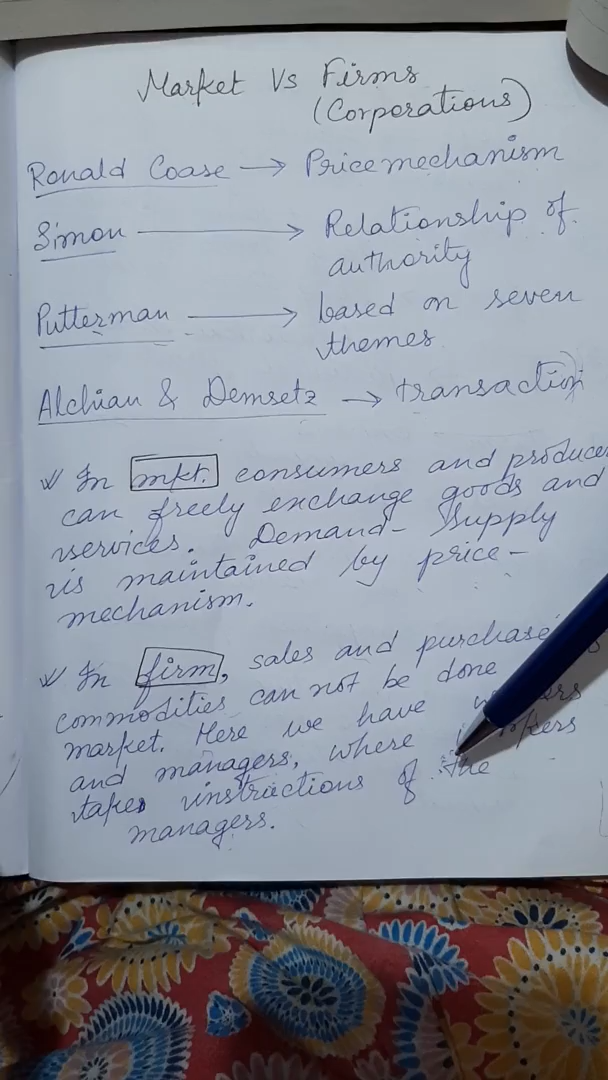 Market Vs Firms
(Corporations)
Ronald Coase → Price mechanism
Simon → Relationship of
authority
Putterman → based on seven
themes
Alchian & Demsetz → transaction
In mkt. consumers and produce
can freely exchange goods and
services. Demand-Supply
is maintained by price-
mechanism.
In firm, sales and purchase
commodities can not be done
market. Here we have
and managers, where
takes instructions of the
managers.